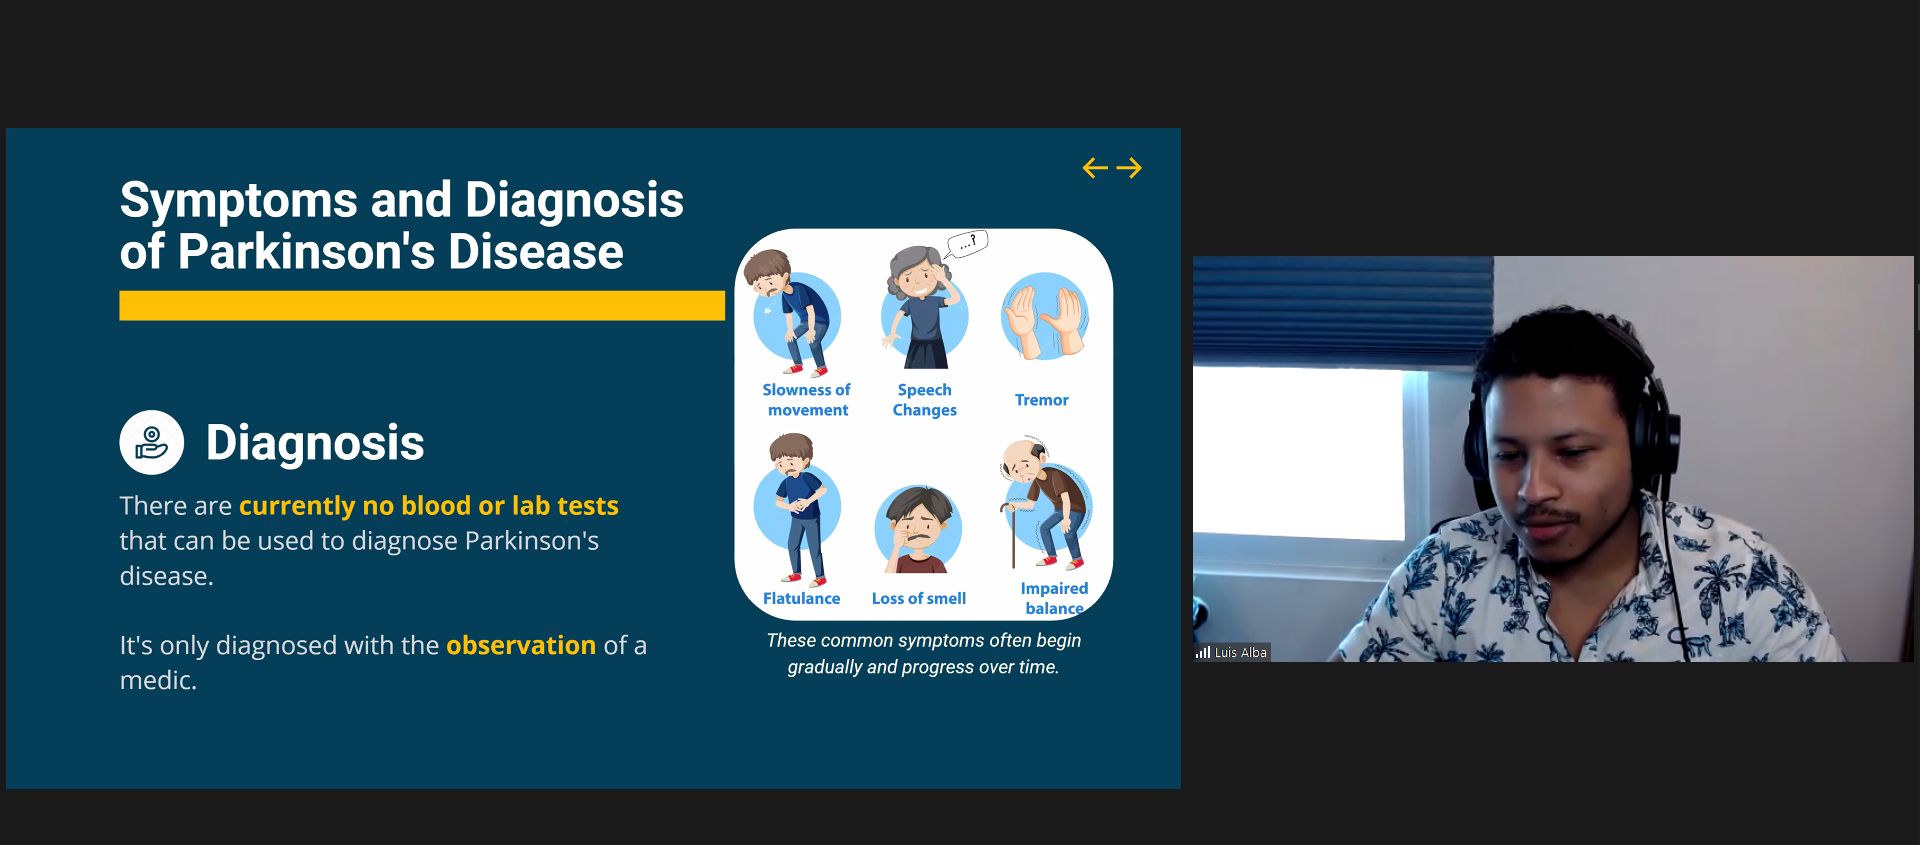 Symptoms and Diagnosis
of Parkinson's Disease
Diagnosis
There are currently no blood or lab tests
that can be used to diagnose Parkinson's
disease.
It's only diagnosed with the observation of a
medic.
...?
Slowness of
movement
Speech
Changes
Tremor
Flatulance
Loss of smell
Impaired
balance
These common symptoms often begin
gradually and progress over time.
Luis Alba